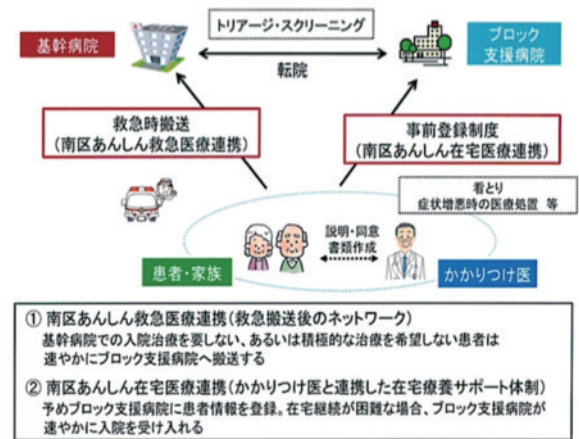 トリアージ・スクリーニング
基幹病院
転院
ブロック
支援病院
救急時搬送
(南区あんしん救急医療連携)
事前登録制度
(南区あんしん在宅医療連携)
看とり
症状増悪時の医療処置 等
説明・同意
書類作成
患者・家族
かかりつけ医
① 南区あんしん救急医療連携(救急搬送後のネットワーク)
基幹病院での入院治療を要しない、あるいは積極的な治療を希望しない患者は
速やかにブロック支援病院へ搬送する
② 南区あんしん在宅医療連携(かかりつけ医と連携した在宅療養サポート体制)
予めブロック支援病院に患者情報を登録。在宅継続が困難な場合、ブロック支援病院が
速やかに入院を受け入れる